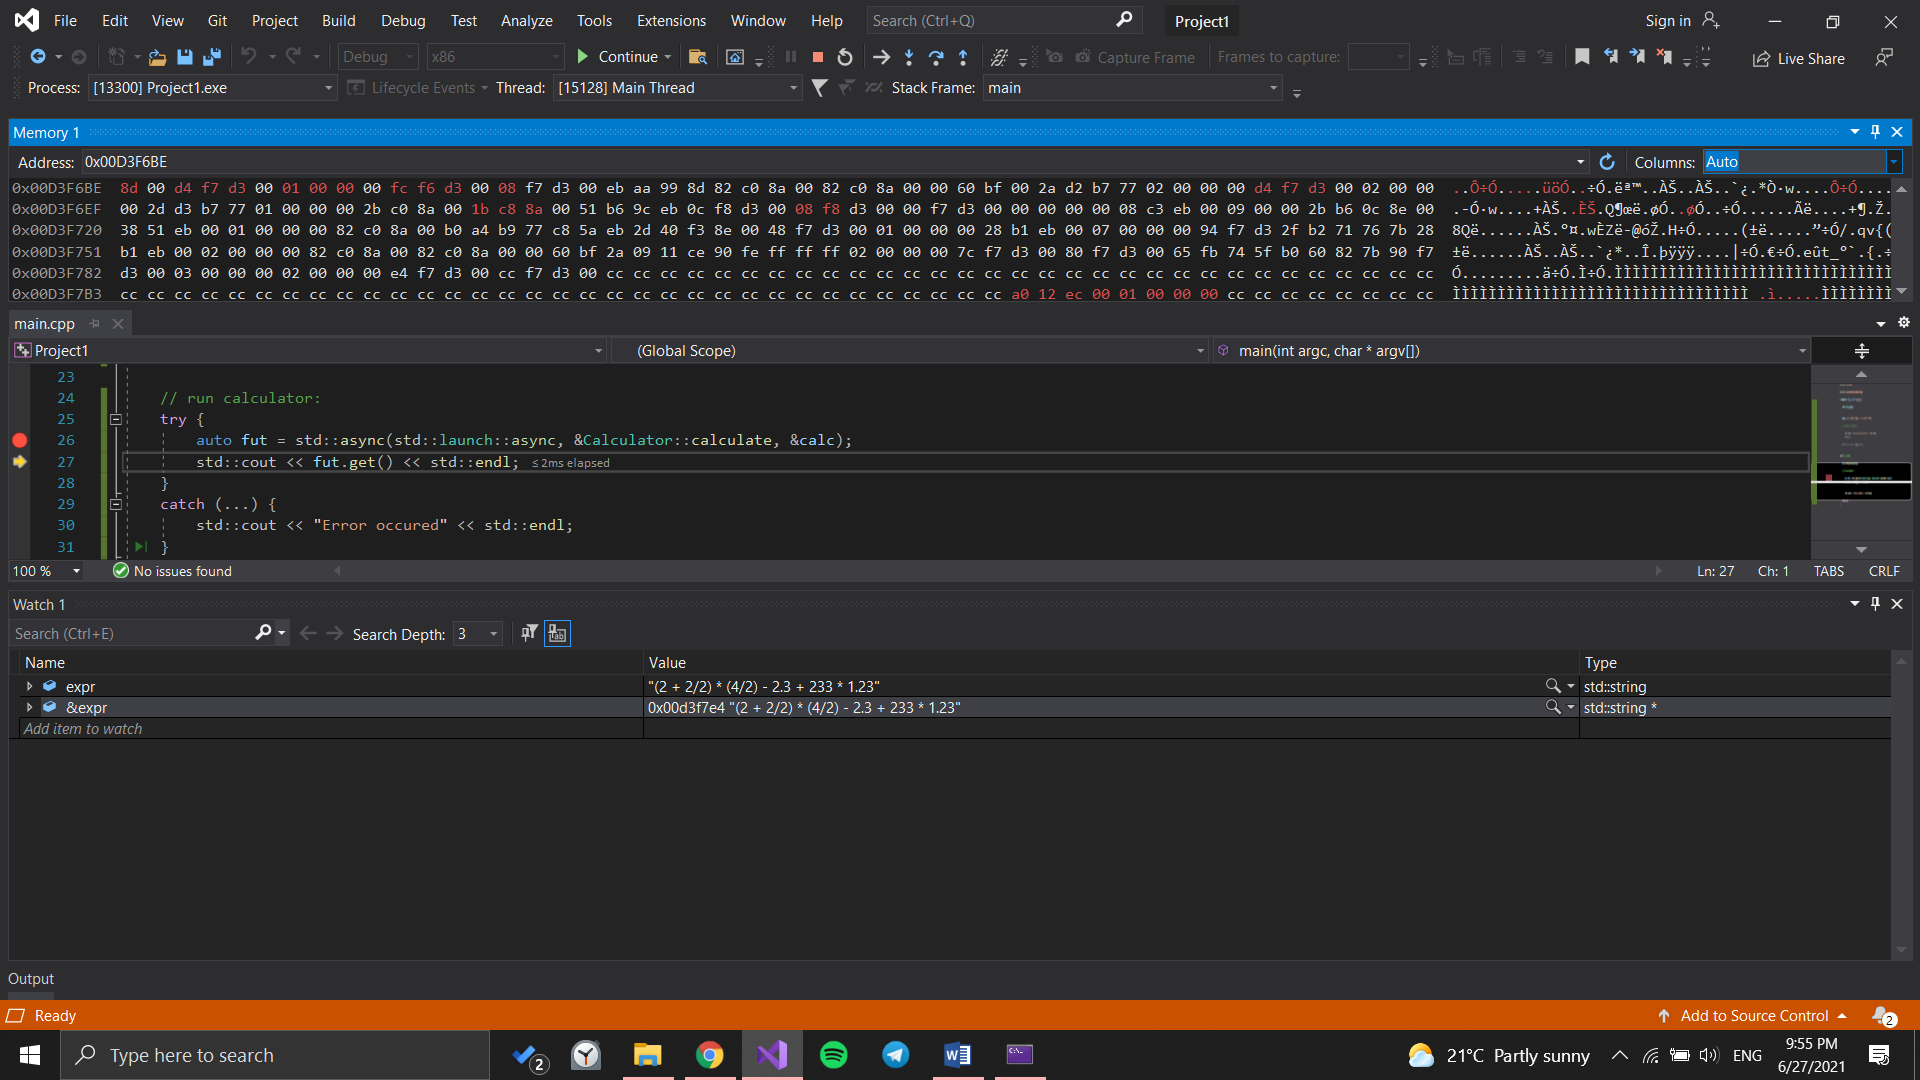 File Edit View Git Project Build Debug Test Analyze Tools Extensions Window Help Search (Ctrl+Q) Project1 Sign in
Debug x86 Continue Capture Frame Frames to capture: Live Share
Process: [13300] Project1.exe Lifecycle Events Thread: [15128] Main Thread Stack Frame: main
Memory 1
Address: 0x00D3F6BE Columns: Auto
0x00D3F6BE 8d 00 d4 f7 d3 00 01 00 00 00 fc f6 d3 00 08 f7 d3 00 eb aa 99 8d 82 c0 8a 00 82 c0 8a 00 00 60 bf 00 2a d2 b7 77 02 00 00 00 d4 f7 d3 00 02 00 00
0x00D3F6EF 00 2d d3 b7 77 01 00 00 00 2b c0 8a 00 1b c8 8a 00 51 b6 9c eb 0c f8 d3 00 08 f8 d3 00 00 f7 d3 00 00 00 00 00 08 c3 eb 00 09 00 00 2b b6 0c 8e 00
0x00D3F720 38 51 eb 00 01 00 00 00 82 c0 8a 00 b0 a4 b9 77 c8 5a eb 2d 40 f3 8e 00 48 f7 d3 00 01 00 00 00 28 b1 eb 00 07 00 00 00 94 f7 d3 2f b2 71 76 7b 28
0x00D3F751 b1 eb 00 02 00 00 00 82 c0 8a 00 82 c0 8a 00 00 60 bf 2a 09 11 ce 90 fe ff ff ff 02 00 00 00 7c f7 d3 00 80 f7 d3 00 65 fb 74 5f b0 60 82 7b 90 f7
0x00D3F782 d3 00 03 00 00 00 02 00 00 00 e4 f7 d3 00 cc f7 d3 00 cc cc cc cc cc cc cc cc cc cc cc cc cc cc cc cc cc cc cc cc cc cc cc cc cc cc cc cc cc cc cc
0x00D3F7B3 cc cc cc cc cc cc cc cc cc cc cc cc cc cc cc cc cc cc cc cc cc cc cc cc cc cc cc cc cc cc cc cc cc a0 12 ec 00 01 00 00 00 cc cc cc cc cc cc cc cc
main.cpp
Project1 (Global Scope) main(int argc, char * argv[])
23
24 // run calculator:
25 try {
26 auto fut = std::async(std::launch::async, &Calculator::calculate, &calc);
27 std::cout << fut.get() << std::endl; ≤ 2ms elapsed
28 }
29 catch (...) {
30 std::cout << "Error occured" << std::endl;
31 }
100 % No issues found Ln: 27 Ch: 1 TABS CRLF
Watch 1
Search (Ctrl+E) Search Depth: 3
Name Value Type
expr "(2 + 2/2) * (4/2) - 2.3 + 233 * 1.23" std::string
&expr 0x00d3f7e4 "(2 + 2/2) * (4/2) - 2.3 + 233 * 1.23" std::string *
Add item to watch
Output
Ready Add to Source Control 2
Type here to search 2 21°C Partly sunny ENG 9:55 PM
6/27/2021